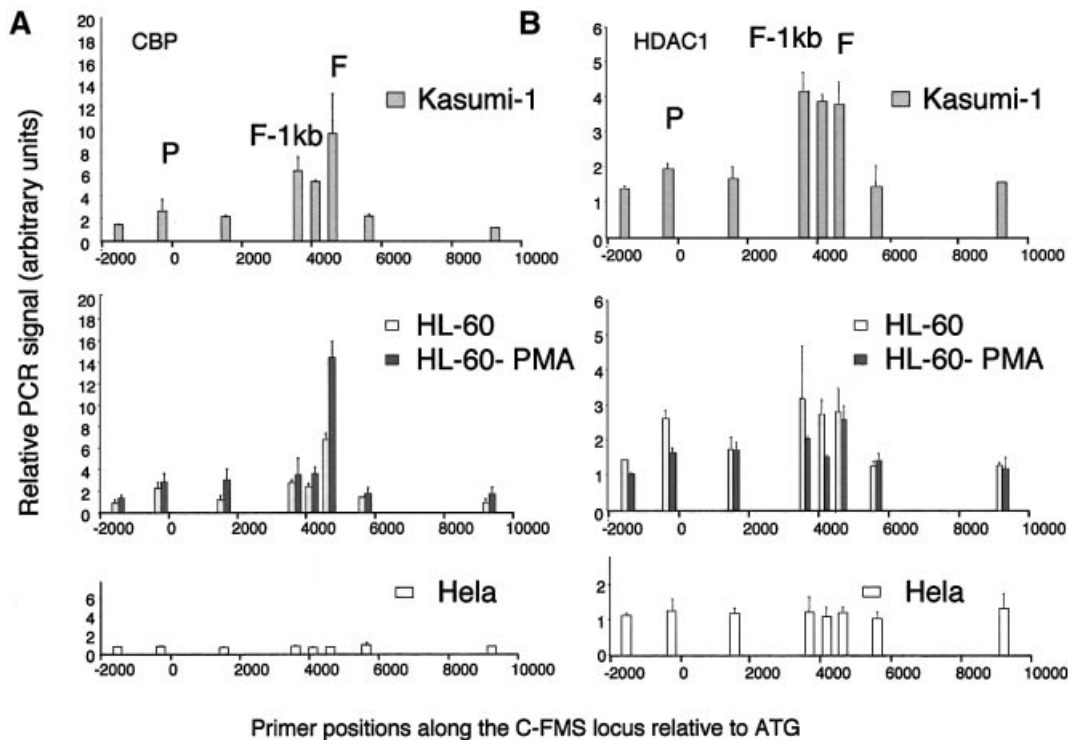 A
CBP
20
18
16
14
12
10
8
6
4
2
0
P
F-1kb
F
Kasumi-1
-2000 0 2000 4000 6000 8000 10000
B
HDAC1
6
5
4
3
2
1
0
P
F-1kb F
Kasumi-1
-2000 0 2000 4000 6000 8000 10000
Relative PCR signal (arbitrary units)
20
18
16
14
12
10
8
6
4
2
0
HL-60
HL-60- PMA
-2000 0 2000 4000 6000 8000 10000
6
5
4
3
2
1
0
HL-60
HL-60- PMA
-2000 0 2000 4000 6000 8000 10000
6
4
2
0
Hela
-2000 0 2000 4000 6000 8000 10000
2
1
0
Hela
-2000 0 2000 4000 6000 8000 10000
Primer positions along the C-FMS locus relative to ATG